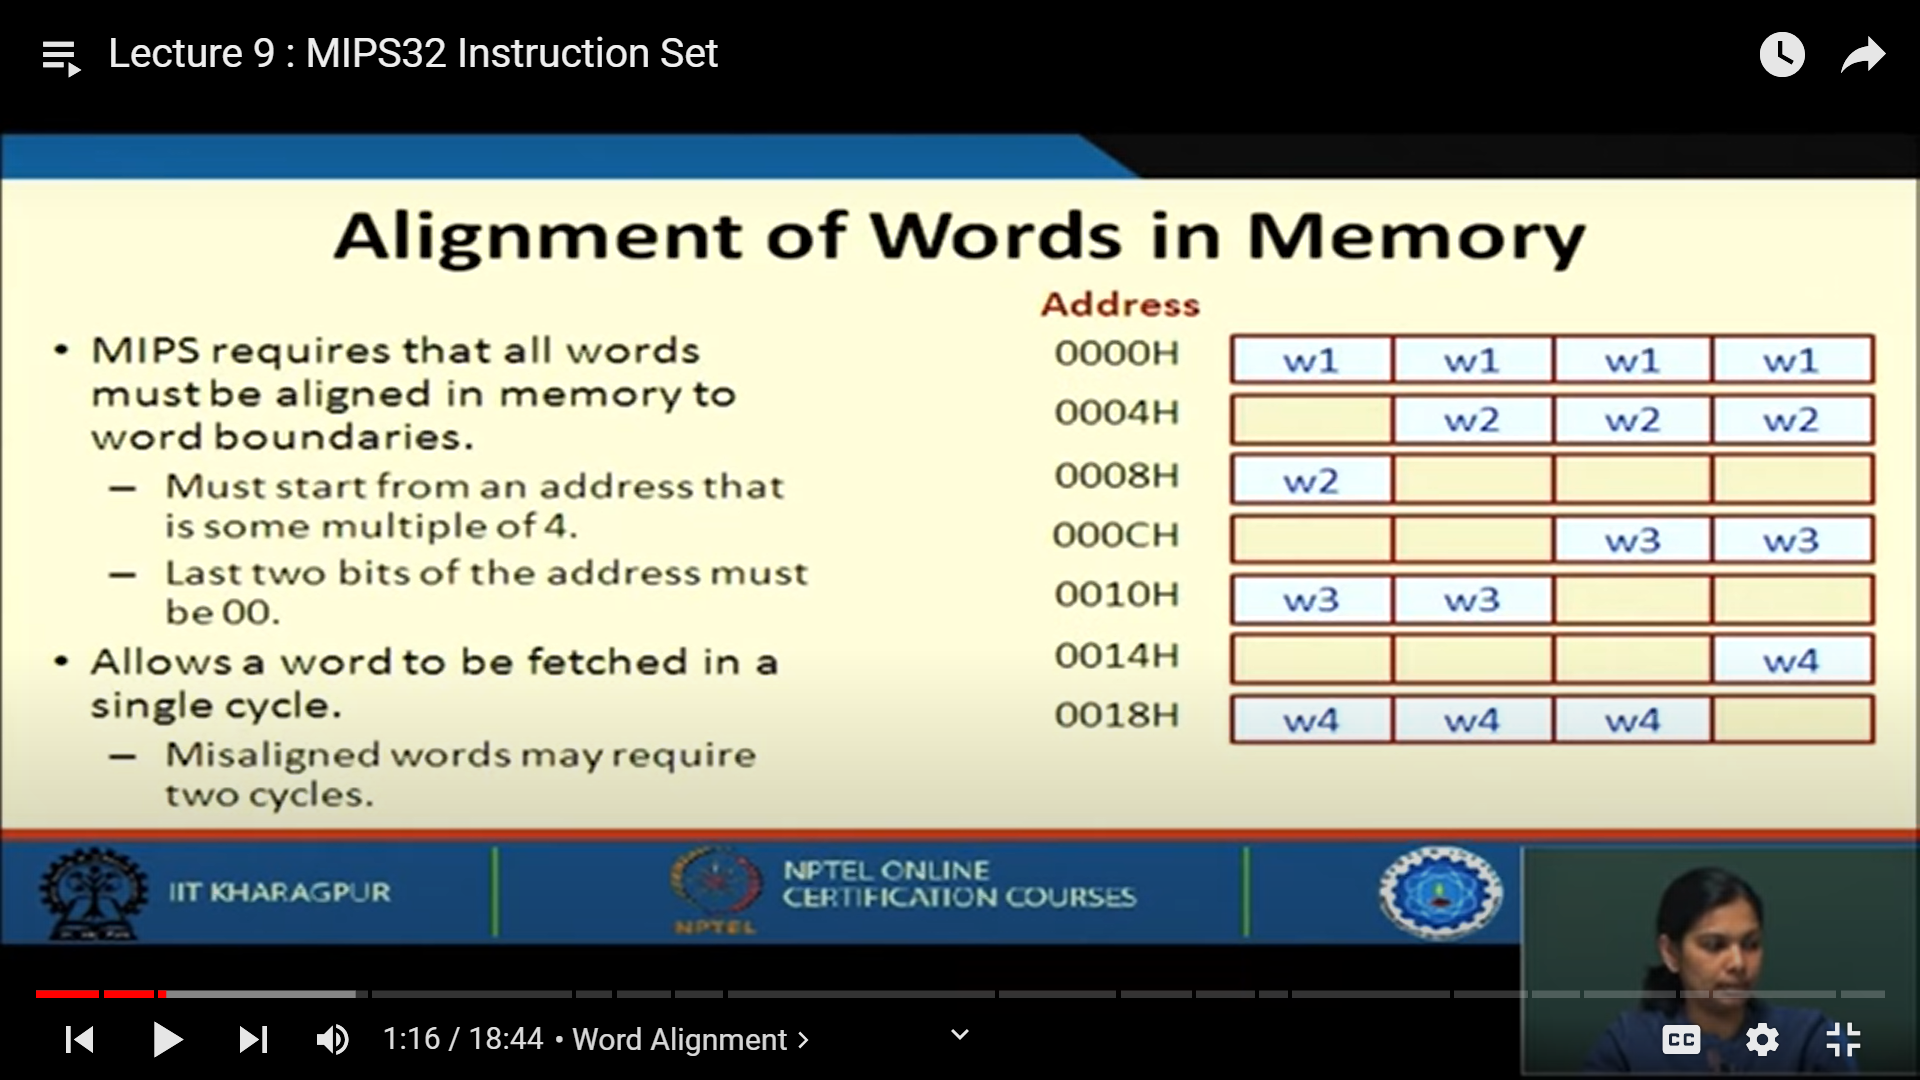 Lecture 9 : MIPS32 Instruction Set
Alignment of Words in Memory
• MIPS requires that all words
must be aligned in memory to
word boundaries.
– Must start from an address that
is some multiple of 4.
– Last two bits of the address must
be 00.
• Allows a word to be fetched in a
single cycle.
– Misaligned words may require
two cycles.
Address
0000H w1 w1 w1 w1
0004H w2 w2 w2
0008H w2
000CH w3 w3
0010H w3 w3
0014H w4
0018H w4 w4 w4
IIT KHARAGPUR
NPTEL
NPTEL ONLINE
CERTIFICATION COURSES
1:16 / 18:44 • Word Alignment >
CC